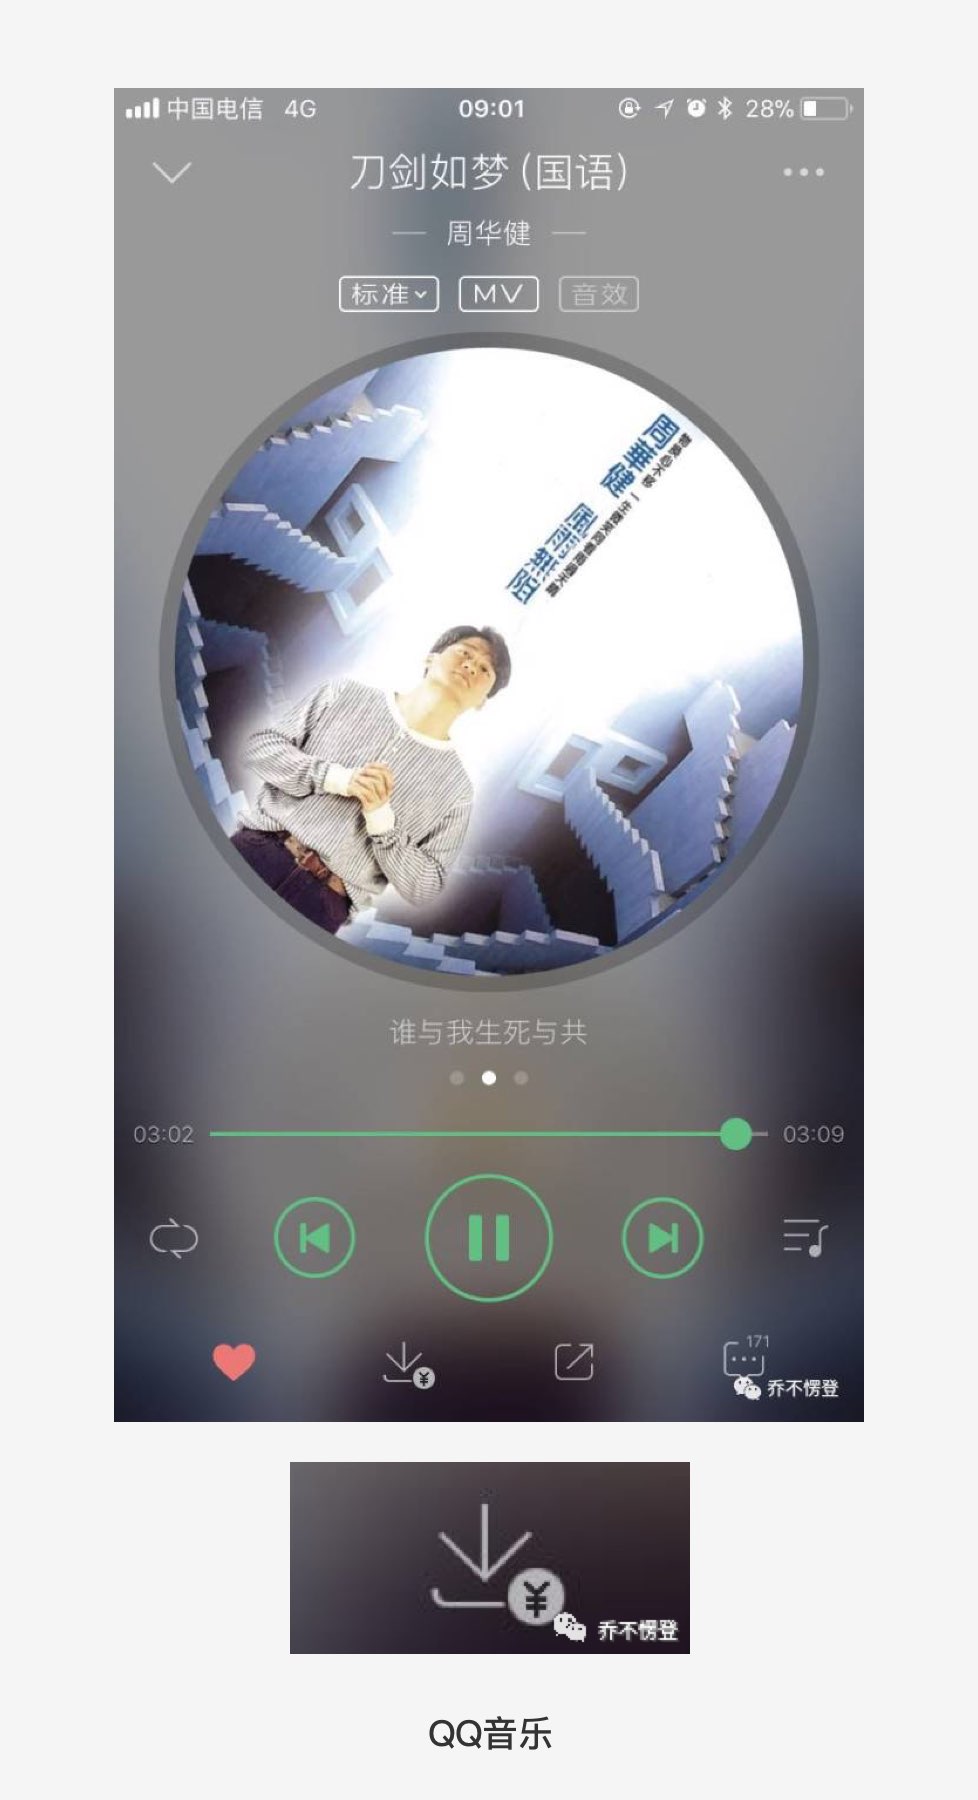 中国电信 4G 09:01 28%
刀剑如梦(国语)
周华健
标准 MV 音效
周華健
風雨無阻
谁与我生死与共
03:02 03:09
171
乔不愣登
¥
乔不愣登
QQ音乐